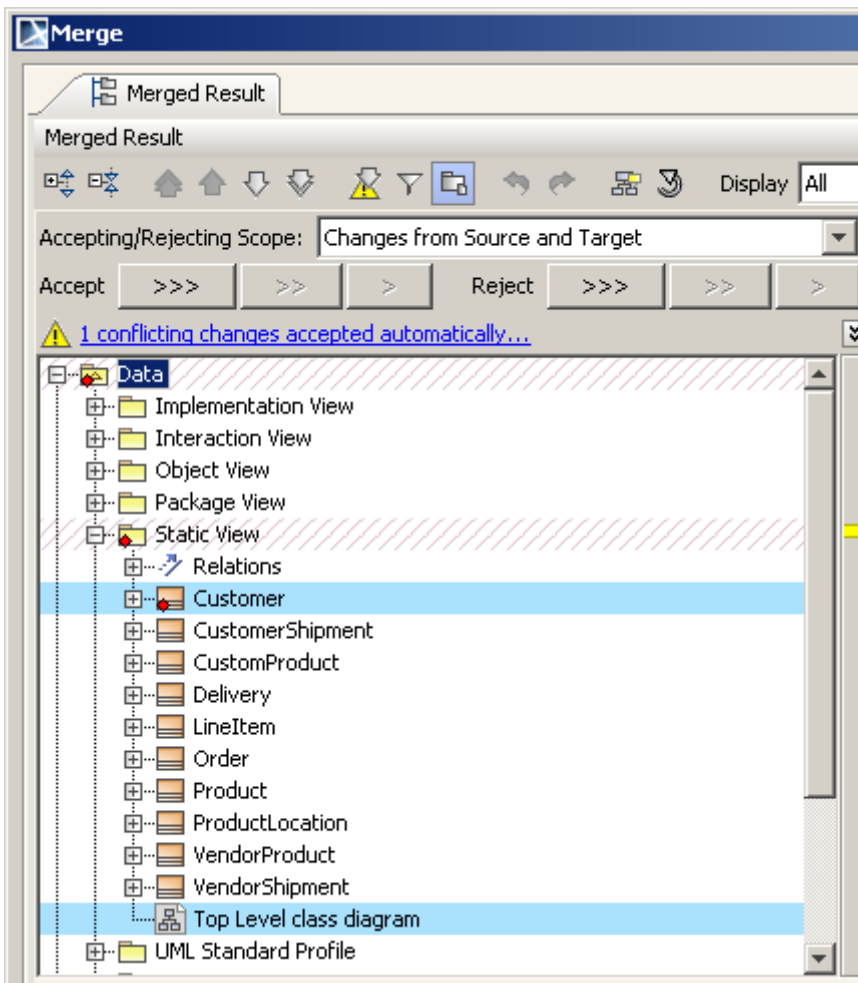 Merge
Merged Result
Merged Result
Display All
Accepting/Rejecting Scope: Changes from Source and Target
Accept >>> >> > Reject >>> >> >
1 conflicting changes accepted automatically...
Data
Implementation View
Interaction View
Object View
Package View
Static View
Relations
Customer
CustomerShipment
CustomProduct
Delivery
LineItem
Order
Product
ProductLocation
VendorProduct
VendorShipment
Top Level class diagram
UML Standard Profile